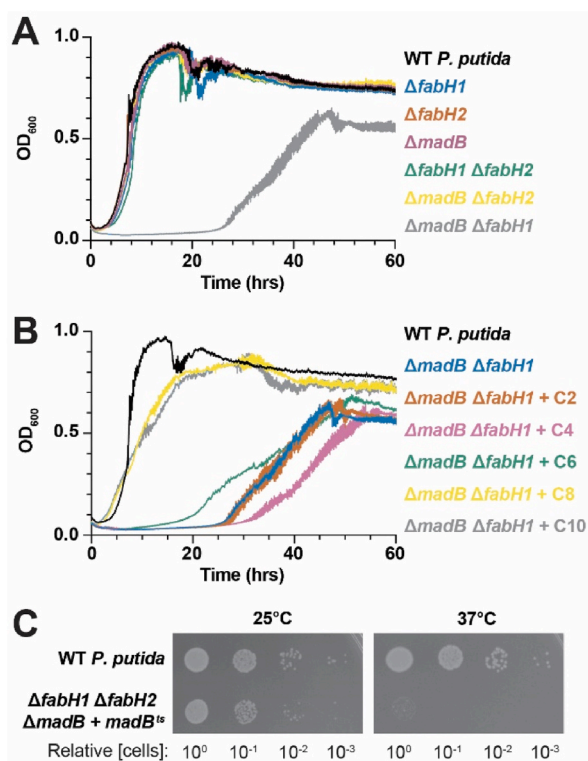 A
1.0
0.5
0.0
OD600
0
20
40
60
Time (hrs)
WT P. putida
ΔfabH1
ΔfabH2
ΔmadB
ΔfabH1 ΔfabH2
ΔmadB ΔfabH2
ΔmadB ΔfabH1
B
1.0
0.5
0.0
OD600
0
20
40
60
Time (hrs)
WT P. putida
ΔmadB ΔfabH1
ΔmadB ΔfabH1 + C2
ΔmadB ΔfabH1 + C4
ΔmadB ΔfabH1 + C6
ΔmadB ΔfabH1 + C8
ΔmadB ΔfabH1 + C10
C
25°C
37°C
WT P. putida
ΔfabH1 ΔfabH2
ΔmadB + madBts
Relative [cells]: 10⁰ 10⁻¹ 10⁻² 10⁻³ 10⁰ 10⁻¹ 10⁻² 10⁻³